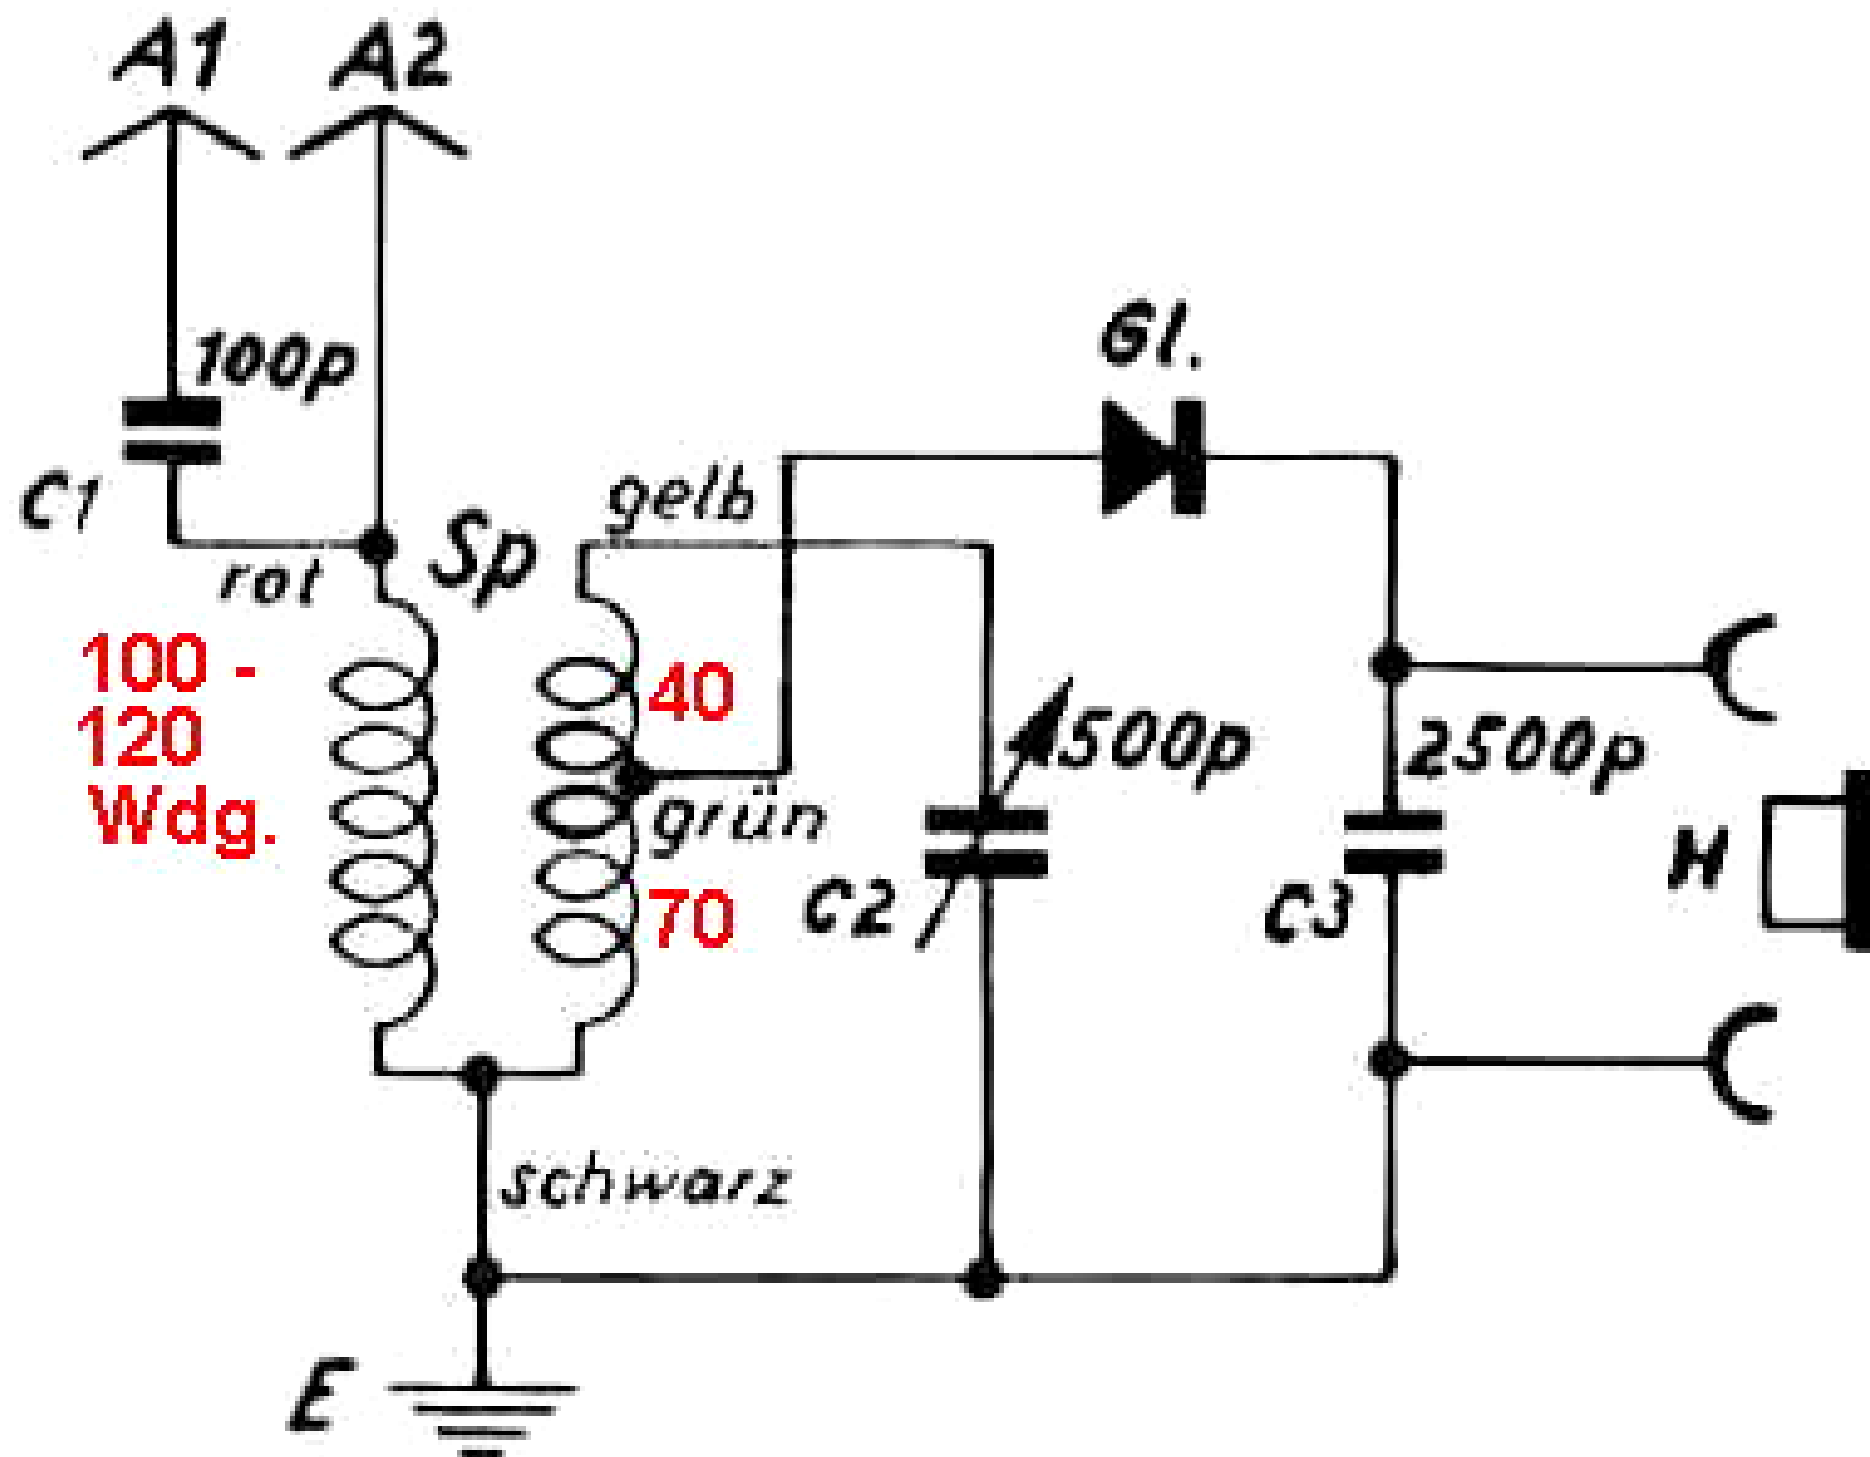 A1
A2
100p
C1
rot
Sp
gelb
Gl.
100 -
120
Wdg.
40
grün
70
500p
C2
2500p
C3
H
schwarz
E